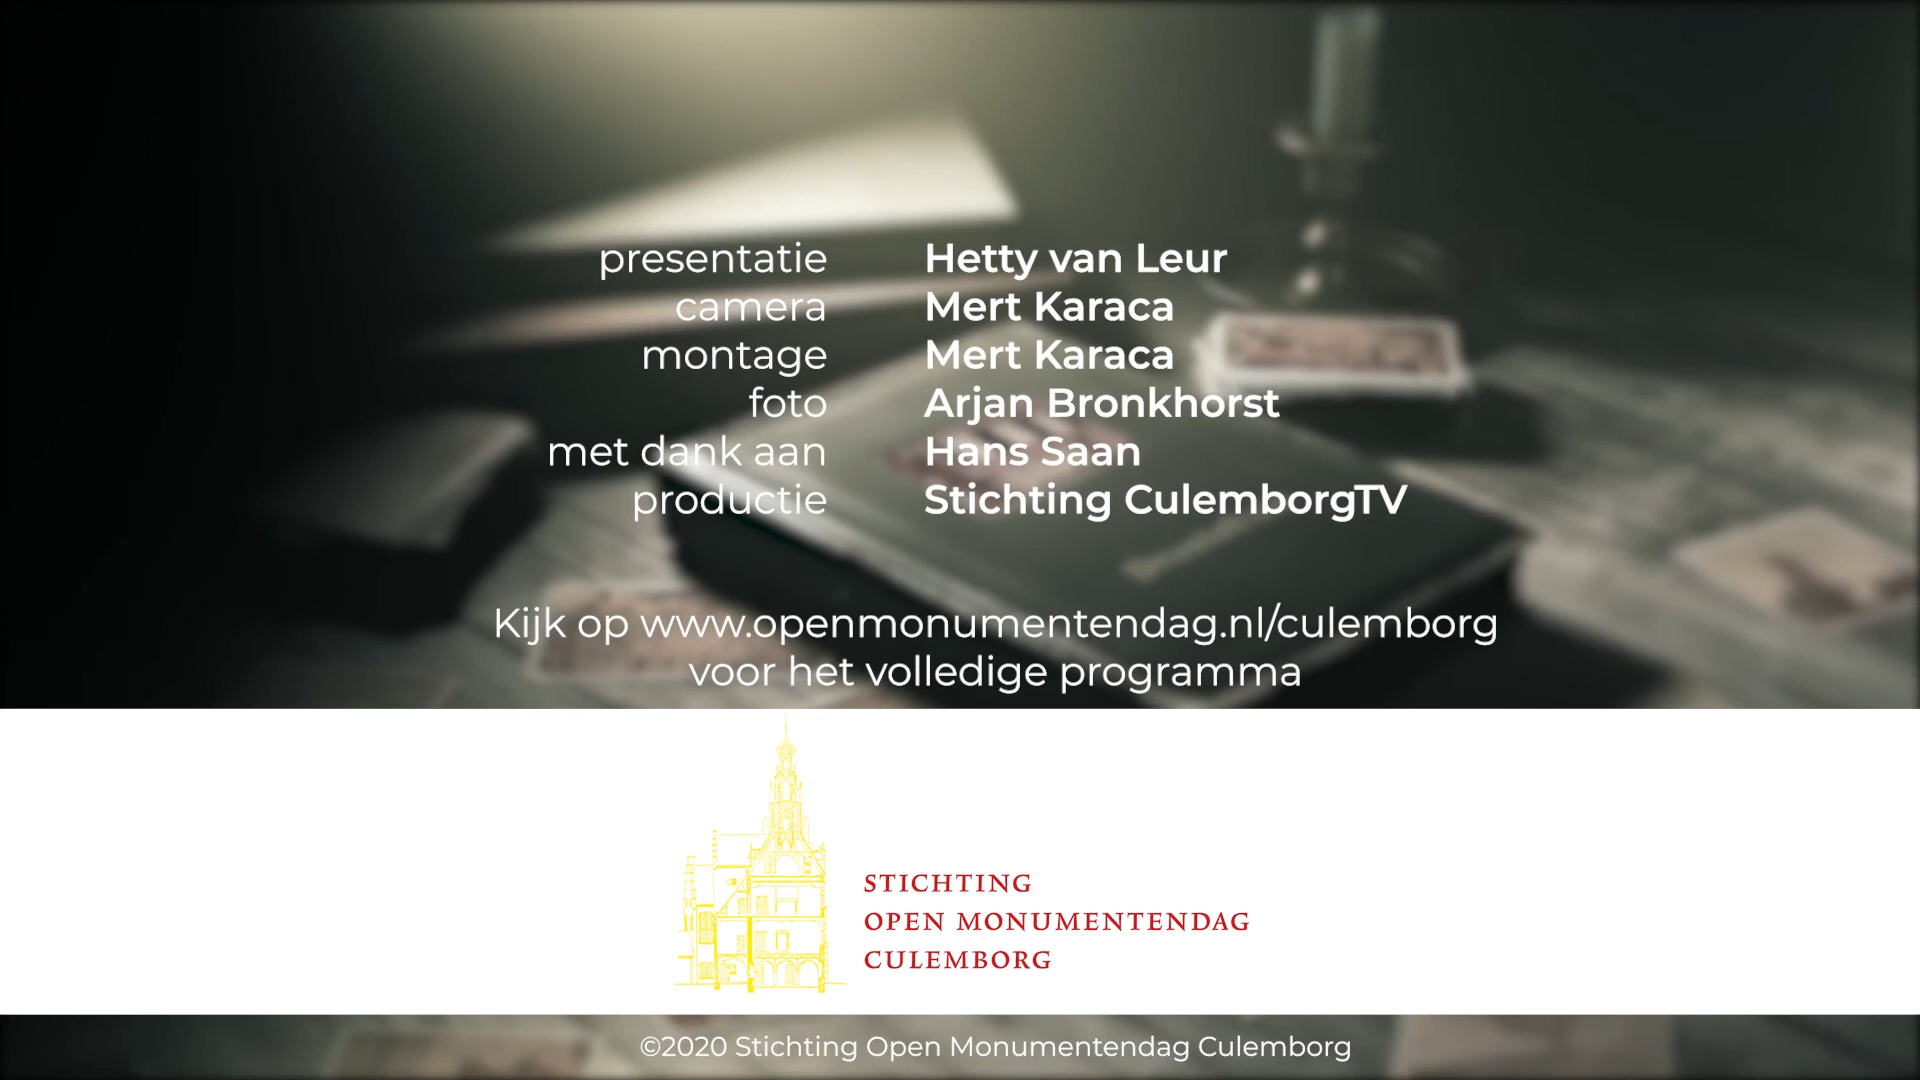 presentatie Hetty van Leur
camera Mert Karaca
montage Mert Karaca
foto Arjan Bronkhorst
met dank aan Hans Saan
productie Stichting CulemborgTV
Kijk op www.openmonumentendag.nl/culemborg
voor het volledige programma
STICHTING
OPEN MONUMENTENDAG
CULEMBORG
©2020 Stichting Open Monumentendag Culemborg